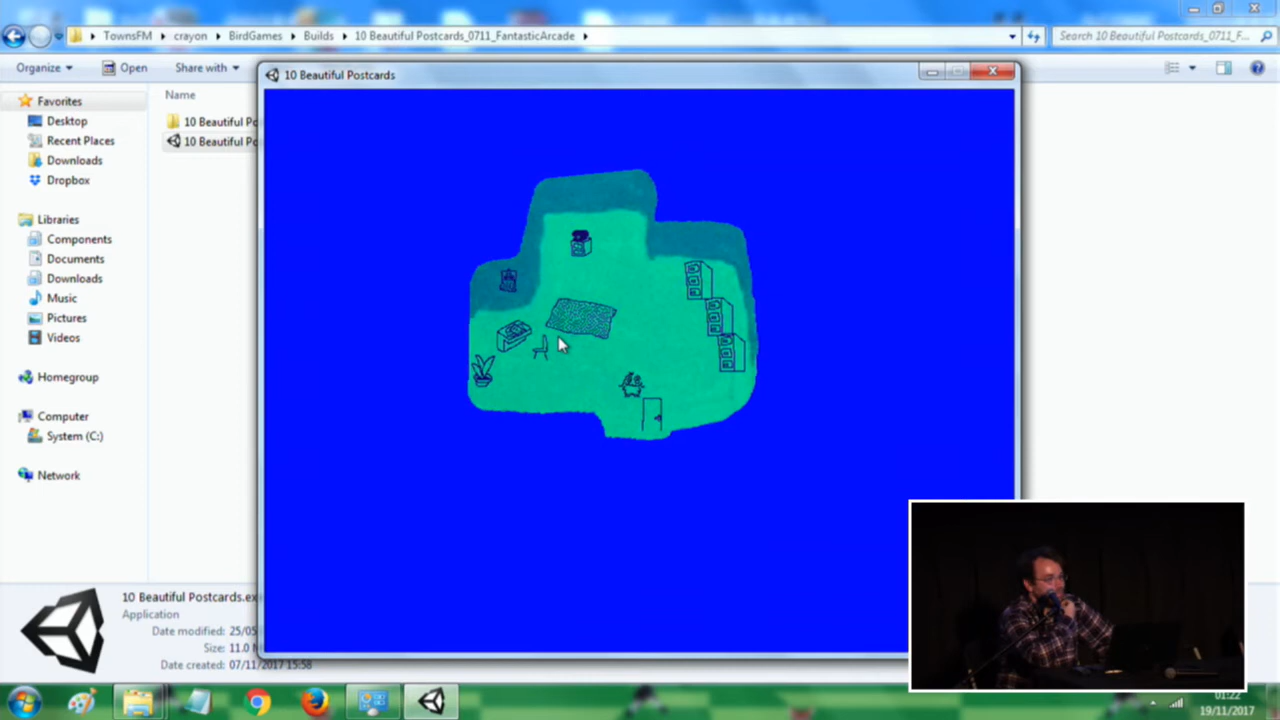 TownsFM
crayon
BirdGames
Builds
10 Beautiful Postcards_0711_FantasticArcade
Search 10 Beautiful Postcards_0711_F...
Organize
Open
Share with
10 Beautiful Postcards
Favorites
Name
Desktop
10 Beautiful Po
Recent Places
10 Beautiful Po
Downloads
Dropbox
Libraries
Components
Documents
Downloads
Music
Pictures
Videos
Homegroup
Computer
System (C:)
Network
10 Beautiful Postcards.ex
Application
Date modified: 25/05
Size: 11.0
Date created: 07/11/2017 15:58
01:22
19/11/2017